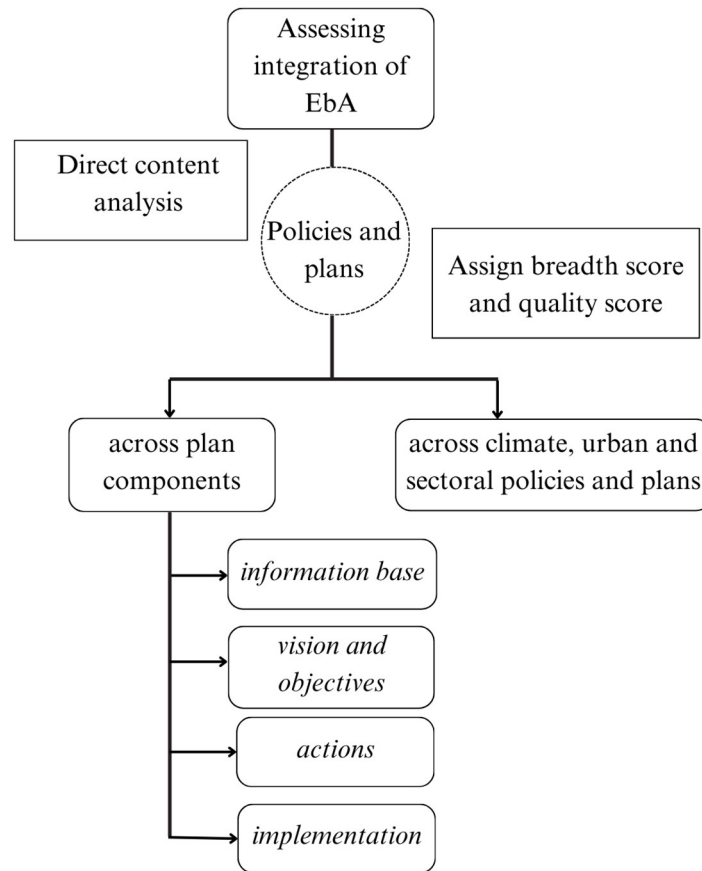 Assessing
integration of
EbA
Direct content
analysis
Policies and
plans
Assign breadth score
and quality score
across plan
components
across climate, urban and
sectoral policies and plans
information base
vision and
objectives
actions
implementation